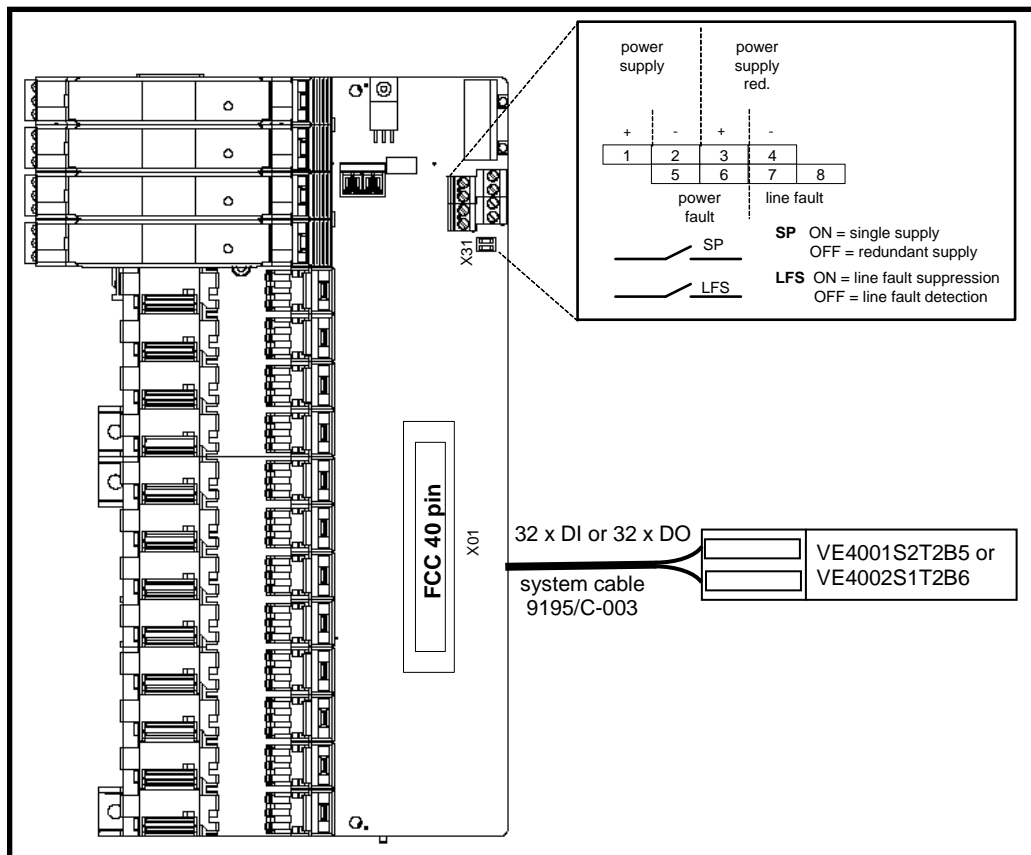 power
supply
power
supply
red.
+ - + -
1 2 3 4
5 6 7 8
power
fault
line fault
SP
LFS
SP ON = single supply
OFF = redundant supply
LFS ON = line fault suppression
OFF = line fault detection
X31
FCC 40 pin
X01
32 x DI or 32 x DO
system cable
9195/C-003
VE4001S2T2B5 or
VE4002S1T2B6